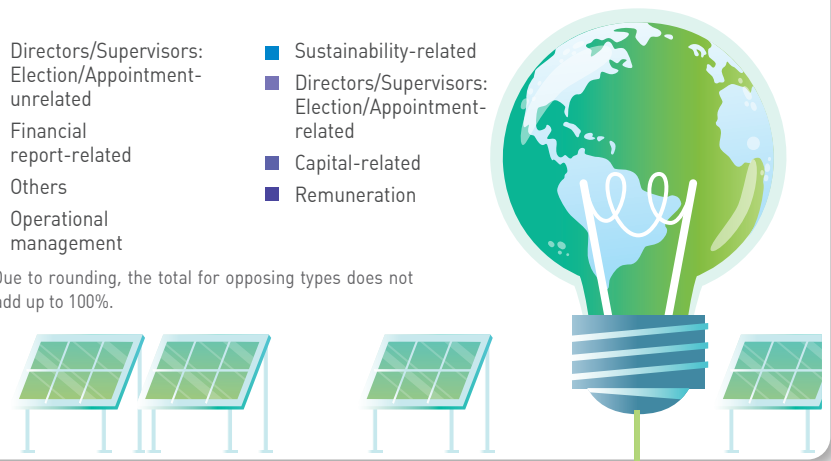 Directors/Supervisors:
Election/Appointment-
unrelated
Financial
report-related
Others
Operational
management
Sustainability-related
Directors/Supervisors:
Election/Appointment-
related
Capital-related
Remuneration
Due to rounding, the total for opposing types does not
add up to 100%.